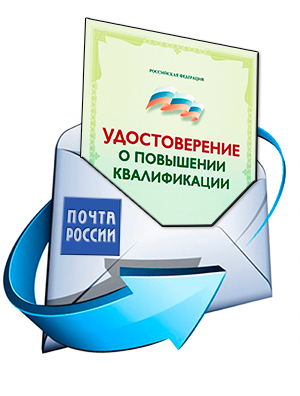 РОССИЙСКАЯ ФЕДЕРАЦИЯ
УДОСТОВЕРЕНИЕ
О ПОВЫШЕНИИ
КВАЛИФИКАЦИИ
ПОЧТА
РОССИИ